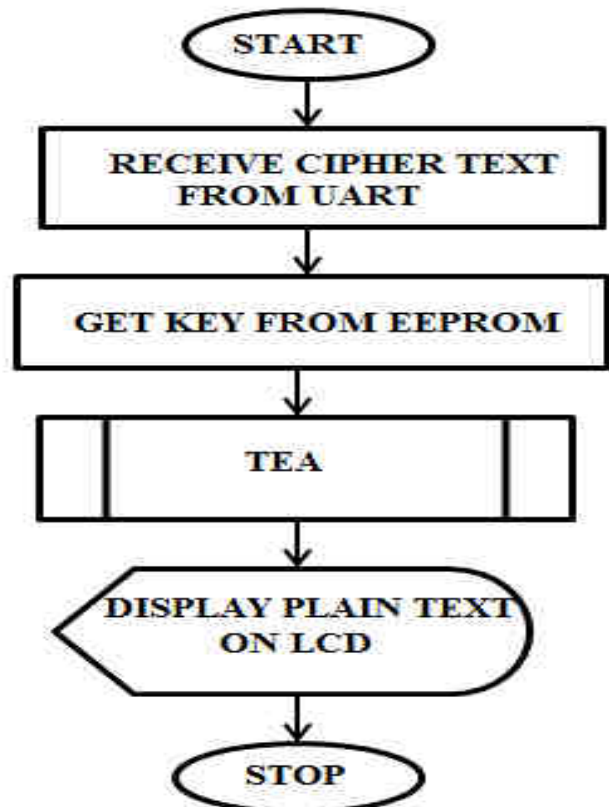 START
RECEIVE CIPHER TEXT
FROM UART
GET KEY FROM EEPROM
TEA
DISPLAY PLAIN TEXT
ON LCD
STOP